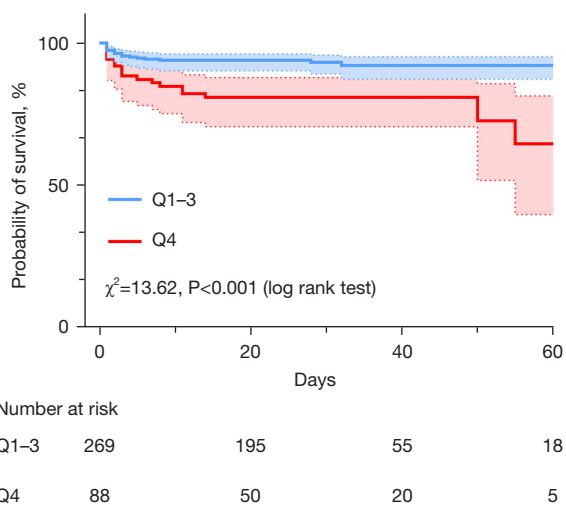 Probability of survival, %
100
50
0
Q1–3
Q4
χ²=13.62, P<0.001 (log rank test)
0 20 40 60
Days
Number at risk
Q1–3 269 195 55 18
Q4 88 50 20 5